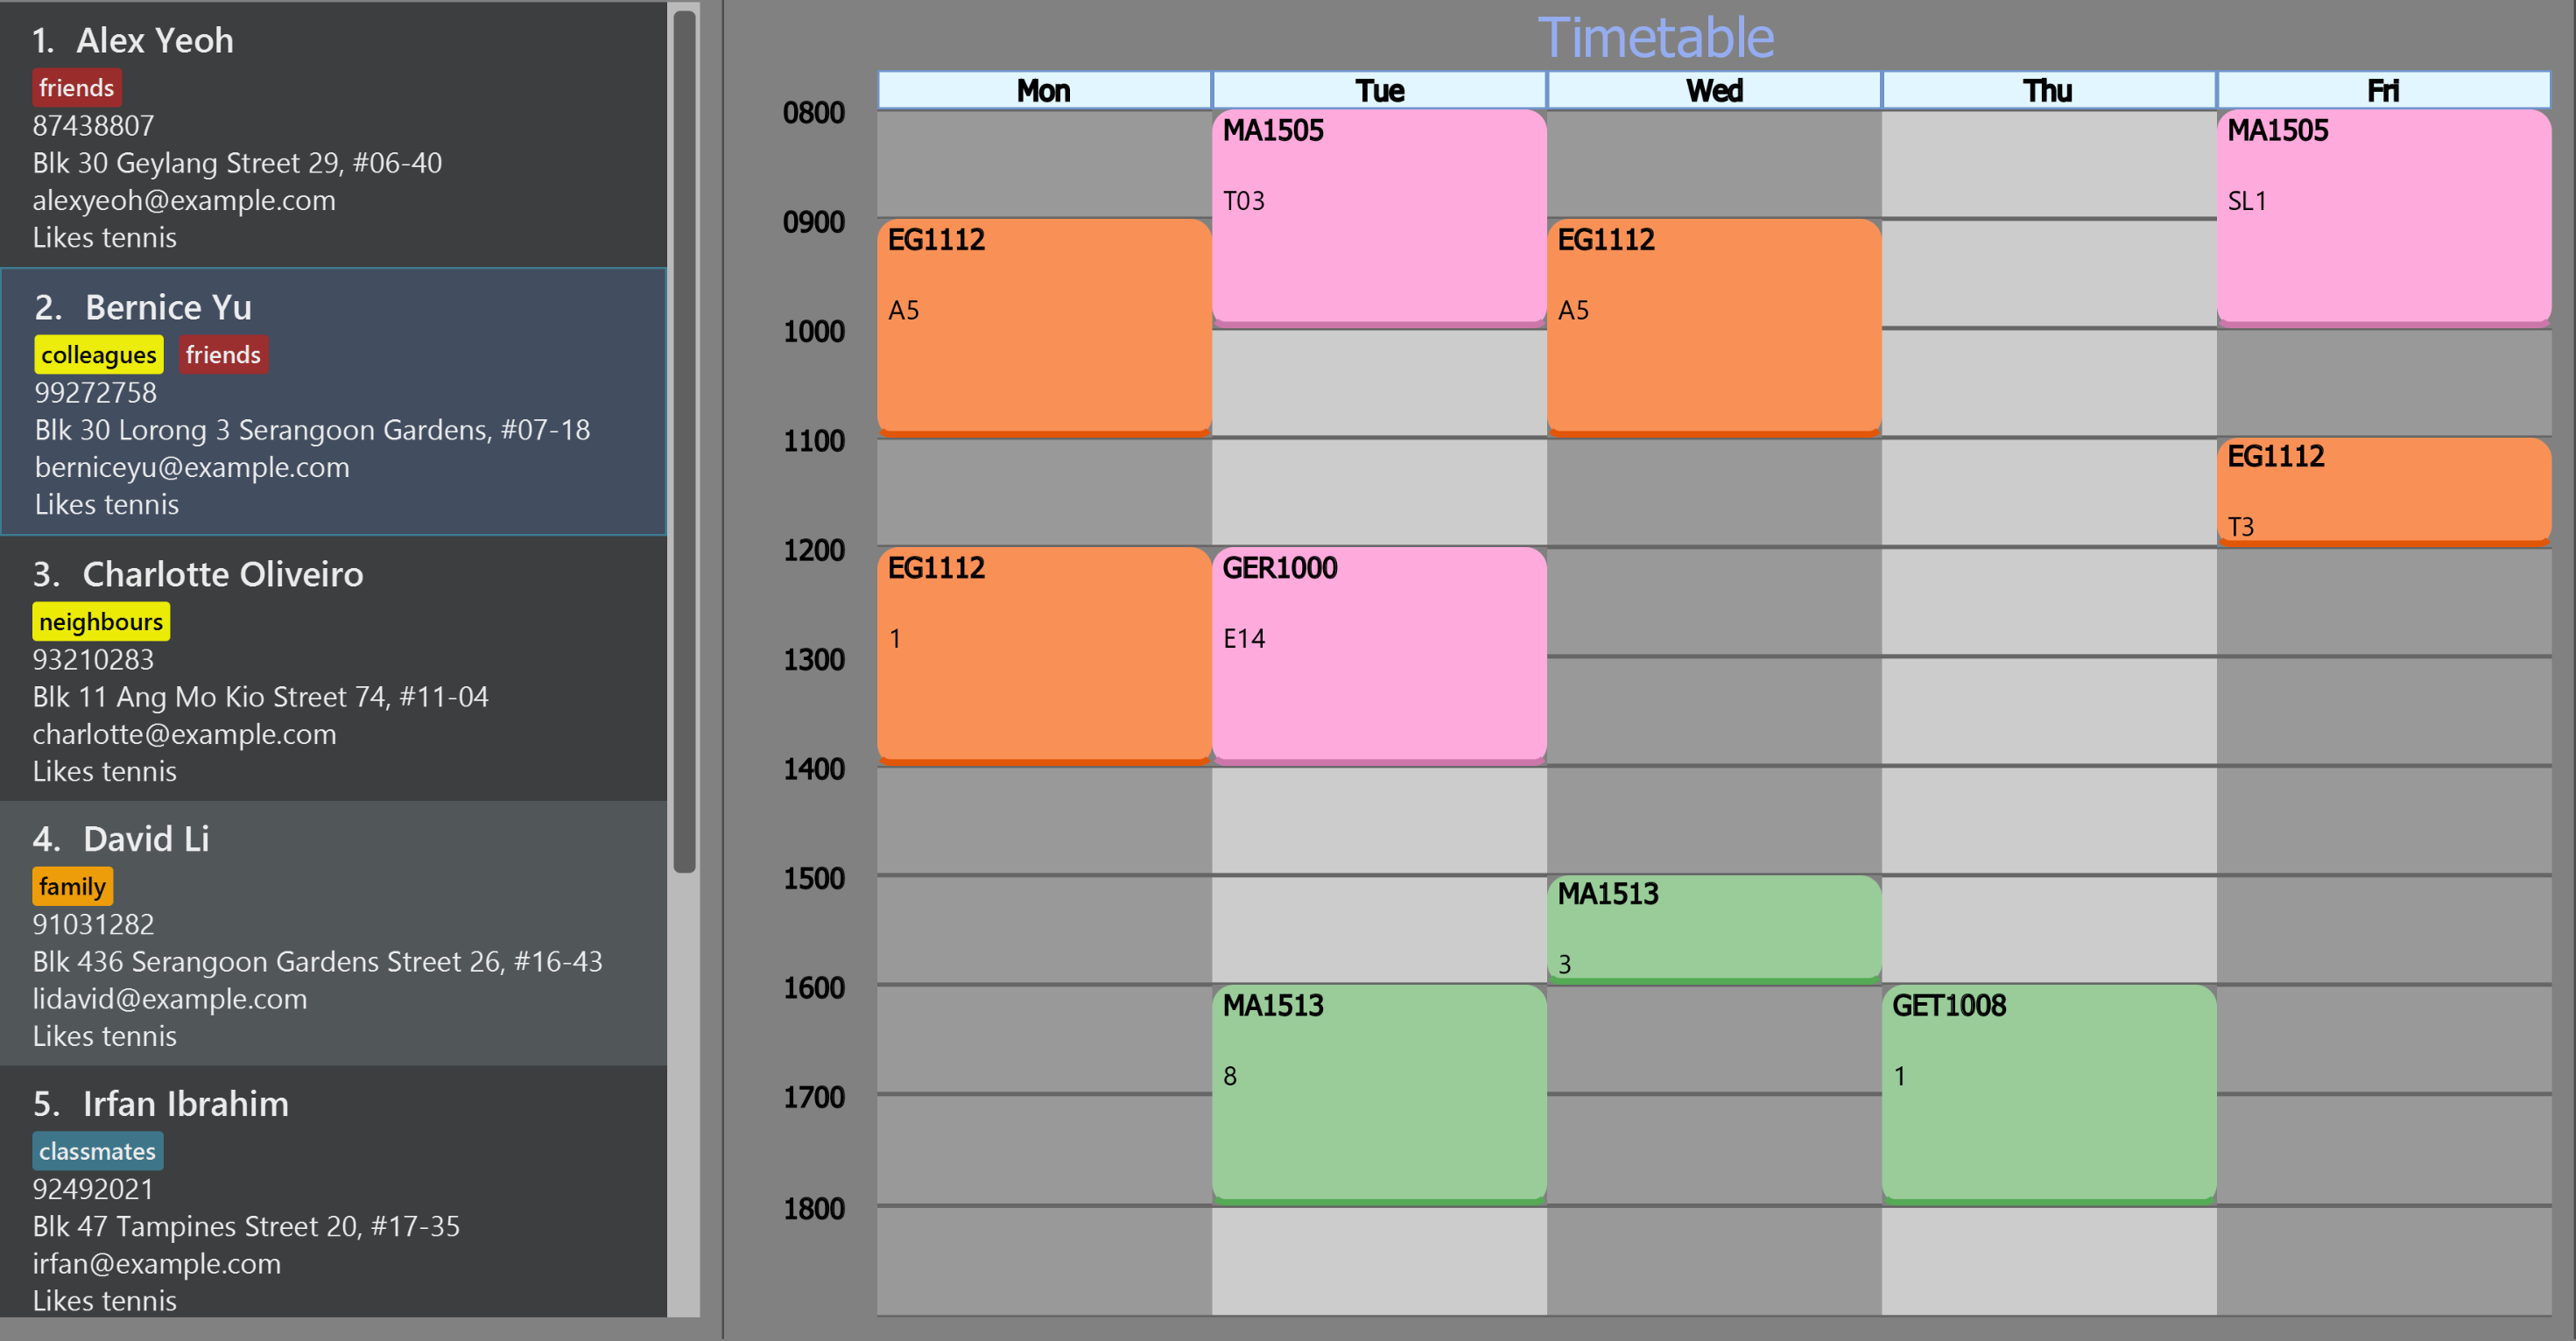 1. Alex Yeoh
friends
87438807
Blk 30 Geylang Street 29, #06-40
alexyeoh@example.com
Likes tennis
2. Bernice Yu
colleagues friends
99272758
Blk 30 Lorong 3 Serangoon Gardens, #07-18
berniceyu@example.com
Likes tennis
3. Charlotte Oliveiro
neighbours
93210283
Blk 11 Ang Mo Kio Street 74, #11-04
charlotte@example.com
Likes tennis
4. David Li
family
91031282
Blk 436 Serangoon Gardens Street 26, #16-43
lidavid@example.com
Likes tennis
5. Irfan Ibrahim
classmates
92492021
Blk 47 Tampines Street 20, #17-35
irfan@example.com
Likes tennis
Timetable
Mon Tue Wed Thu Fri
0800
MA1505 MA1505
T03 SL1
0900
EG1112 EG1112
A5 A5
1000
1100
EG1112
T3
1200
EG1112 GER1000
1 E14
1300
1400
1500
MA1513
3
1600
MA1513 GET1008
8 1
1700
1800